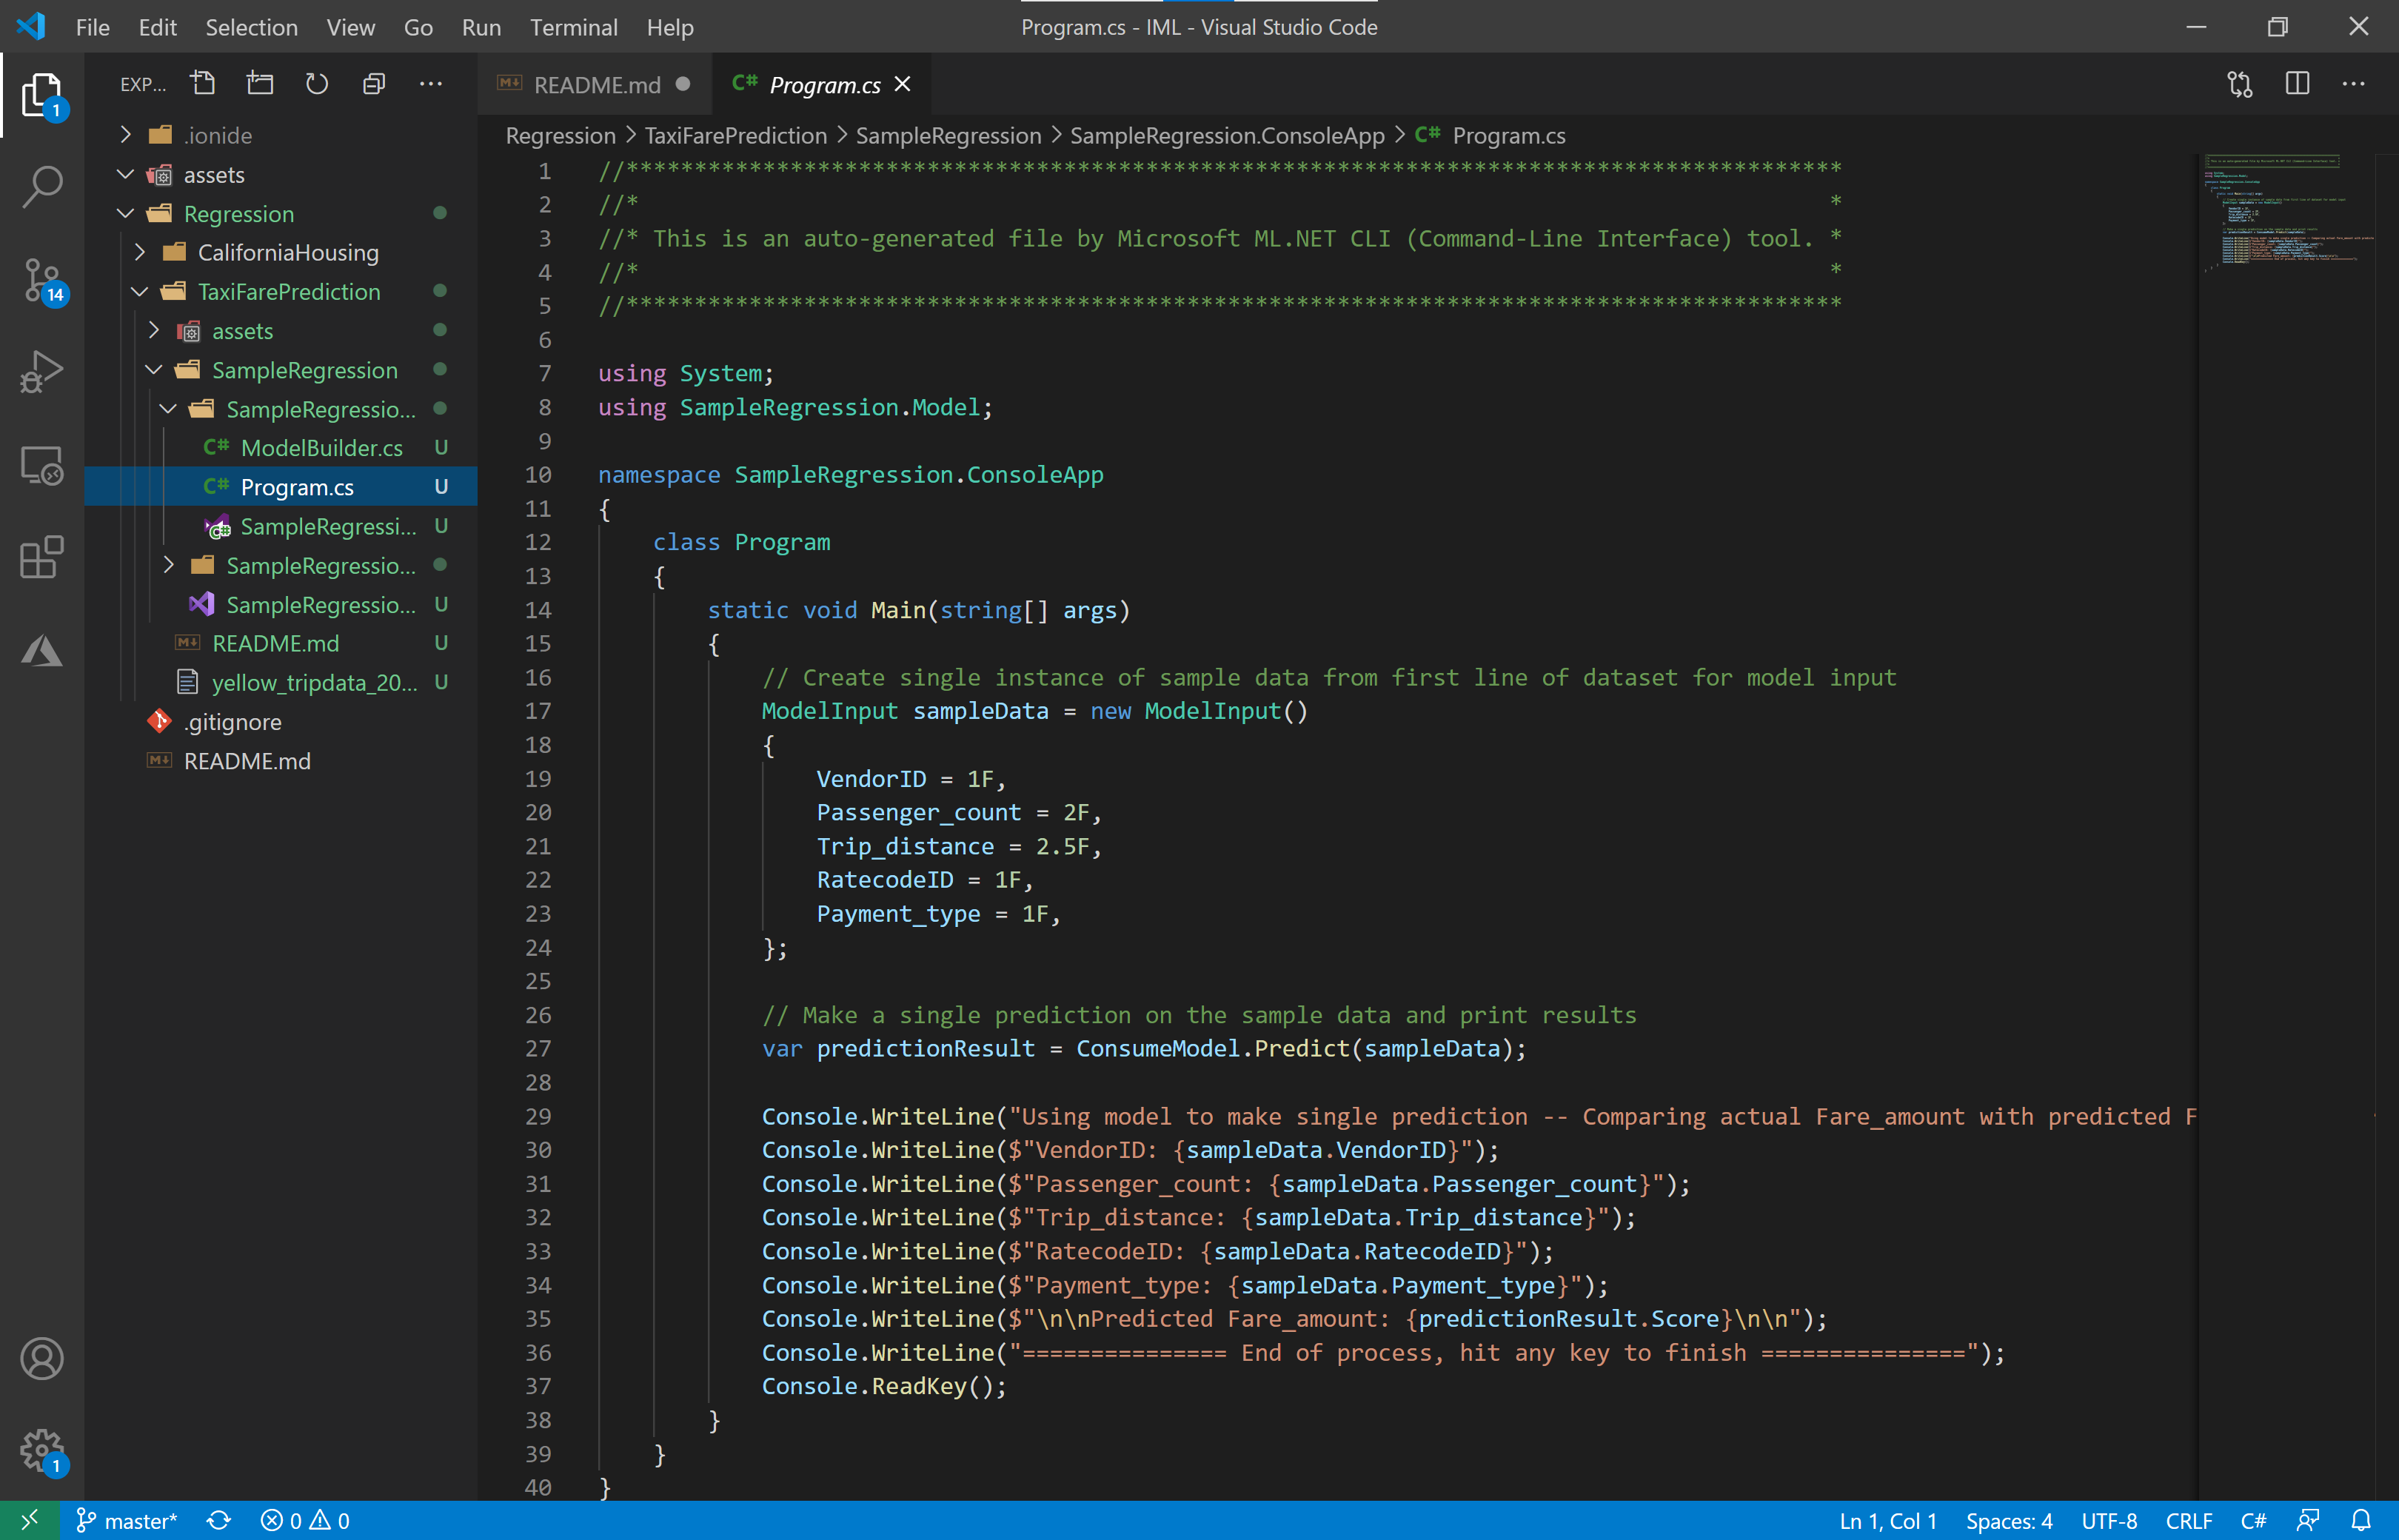 File Edit Selection View Go Run Terminal Help
Program.cs - IML - Visual Studio Code
EXP...
README.md
C# Program.cs
Regression > TaxiFarePrediction > SampleRegression > SampleRegression.ConsoleApp > C# Program.cs
1
14
.ionide
assets
Regression
CaliforniaHousing
TaxiFarePrediction
assets
SampleRegression
SampleRegressio...
C# ModelBuilder.cs U
C# Program.cs U
SampleRegressi... U
SampleRegressio...
SampleRegressio... U
README.md U
yellow_tripdata_20... U
.gitignore
README.md
1
1 //*****************************************************************************************
2 //* *
3 //* This is an auto-generated file by Microsoft ML.NET CLI (Command-Line Interface) tool. *
4 //* *
5 //*****************************************************************************************
6
7 using System;
8 using SampleRegression.Model;
9
10 namespace SampleRegression.ConsoleApp
11 {
12 class Program
13 {
14 static void Main(string[] args)
15 {
16 // Create single instance of sample data from first line of dataset for model input
17 ModelInput sampleData = new ModelInput()
18 {
19 VendorID = 1F,
20 Passenger_count = 2F,
21 Trip_distance = 2.5F,
22 RatecodeID = 1F,
23 Payment_type = 1F,
24 };
25
26 // Make a single prediction on the sample data and print results
27 var predictionResult = ConsumeModel.Predict(sampleData);
28
29 Console.WriteLine("Using model to make single prediction -- Comparing actual Fare_amount with predicted F
30 Console.WriteLine($"VendorID: {sampleData.VendorID}");
31 Console.WriteLine($"Passenger_count: {sampleData.Passenger_count}");
32 Console.WriteLine($"Trip_distance: {sampleData.Trip_distance}");
33 Console.WriteLine($"RatecodeID: {sampleData.RatecodeID}");
34 Console.WriteLine($"Payment_type: {sampleData.Payment_type}");
35 Console.WriteLine($"\n\nPredicted Fare_amount: {predictionResult.Score}\n\n");
36 Console.WriteLine("=============== End of process, hit any key to finish ===============");
37 Console.ReadKey();
38 }
39 }
40 }
master* 0 0
Ln 1, Col 1 Spaces: 4 UTF-8 CRLF C#